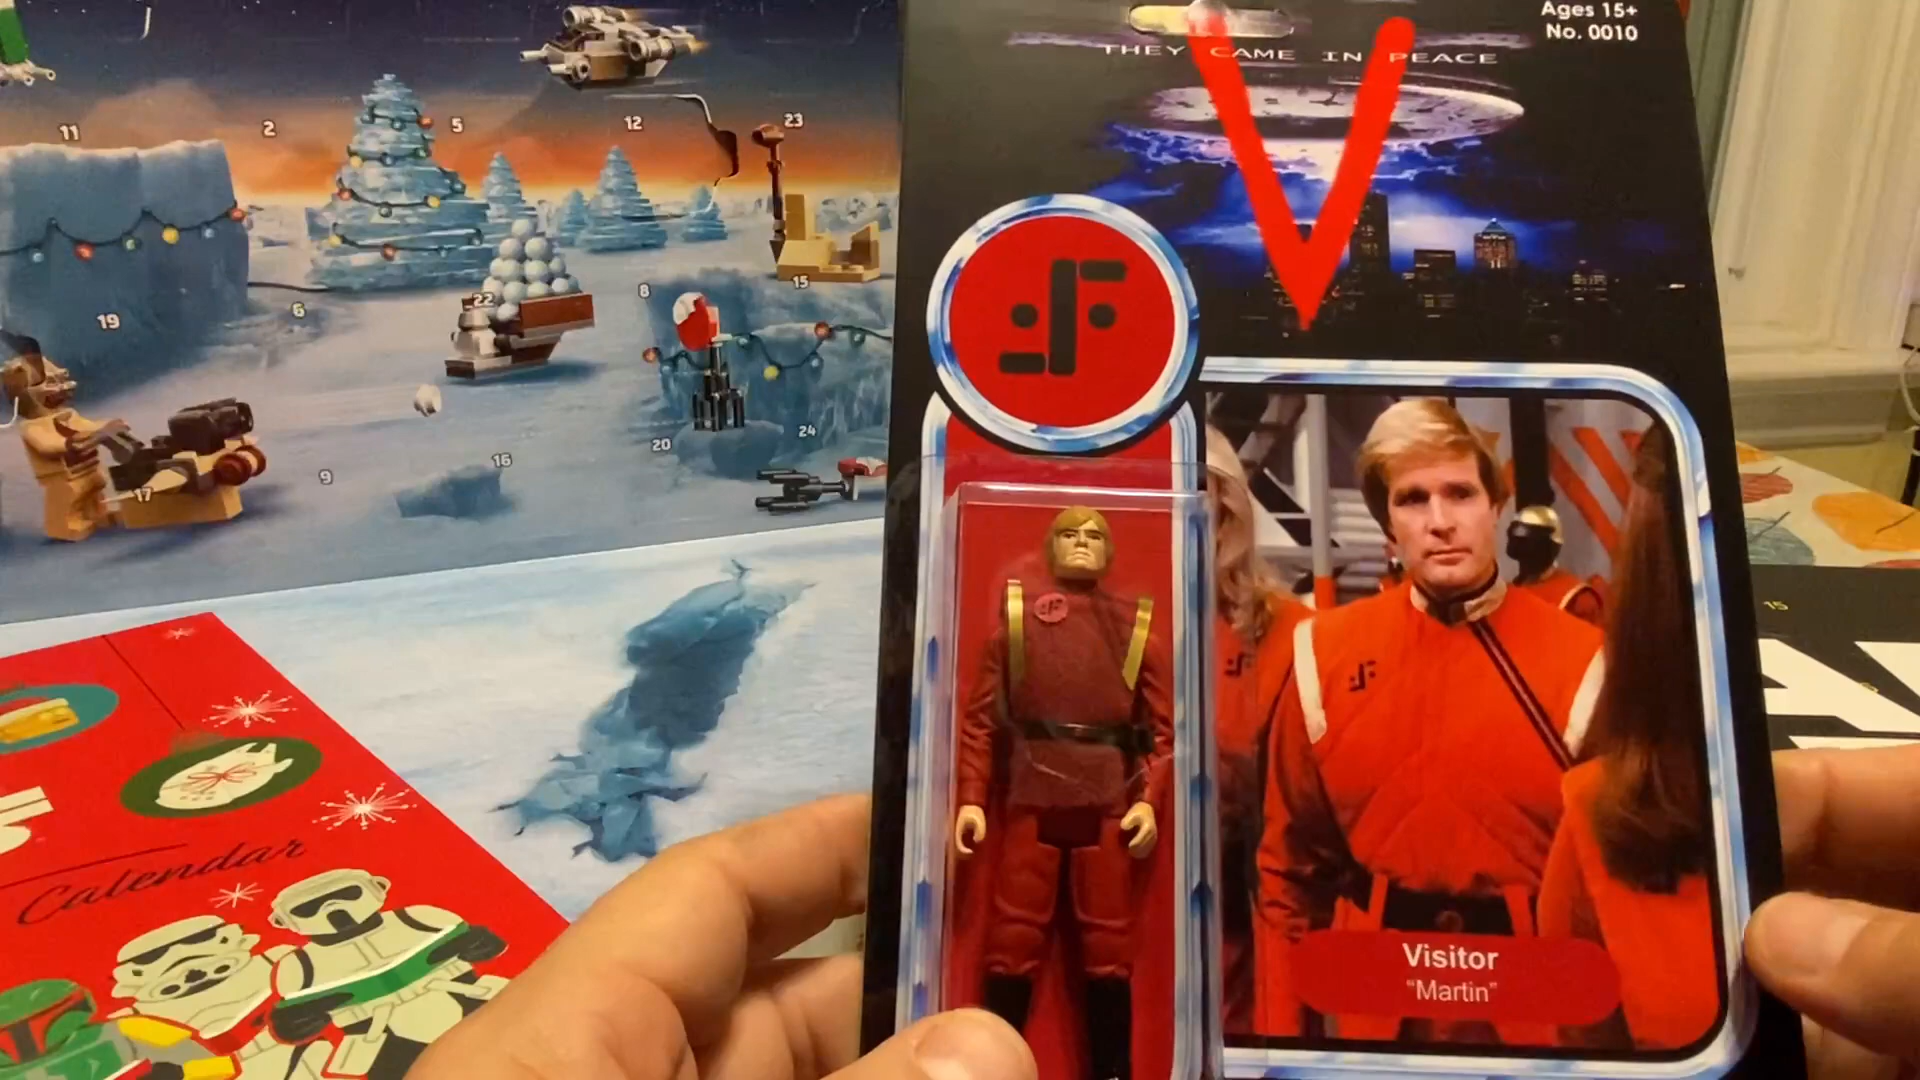 Ages 15+
No. 0010
THEY CAME IN PEACE
V
Visitor
"Martin"
11
2
5
12
23
19
6
22
8
15
9
16
20
24
17
Calendar
15